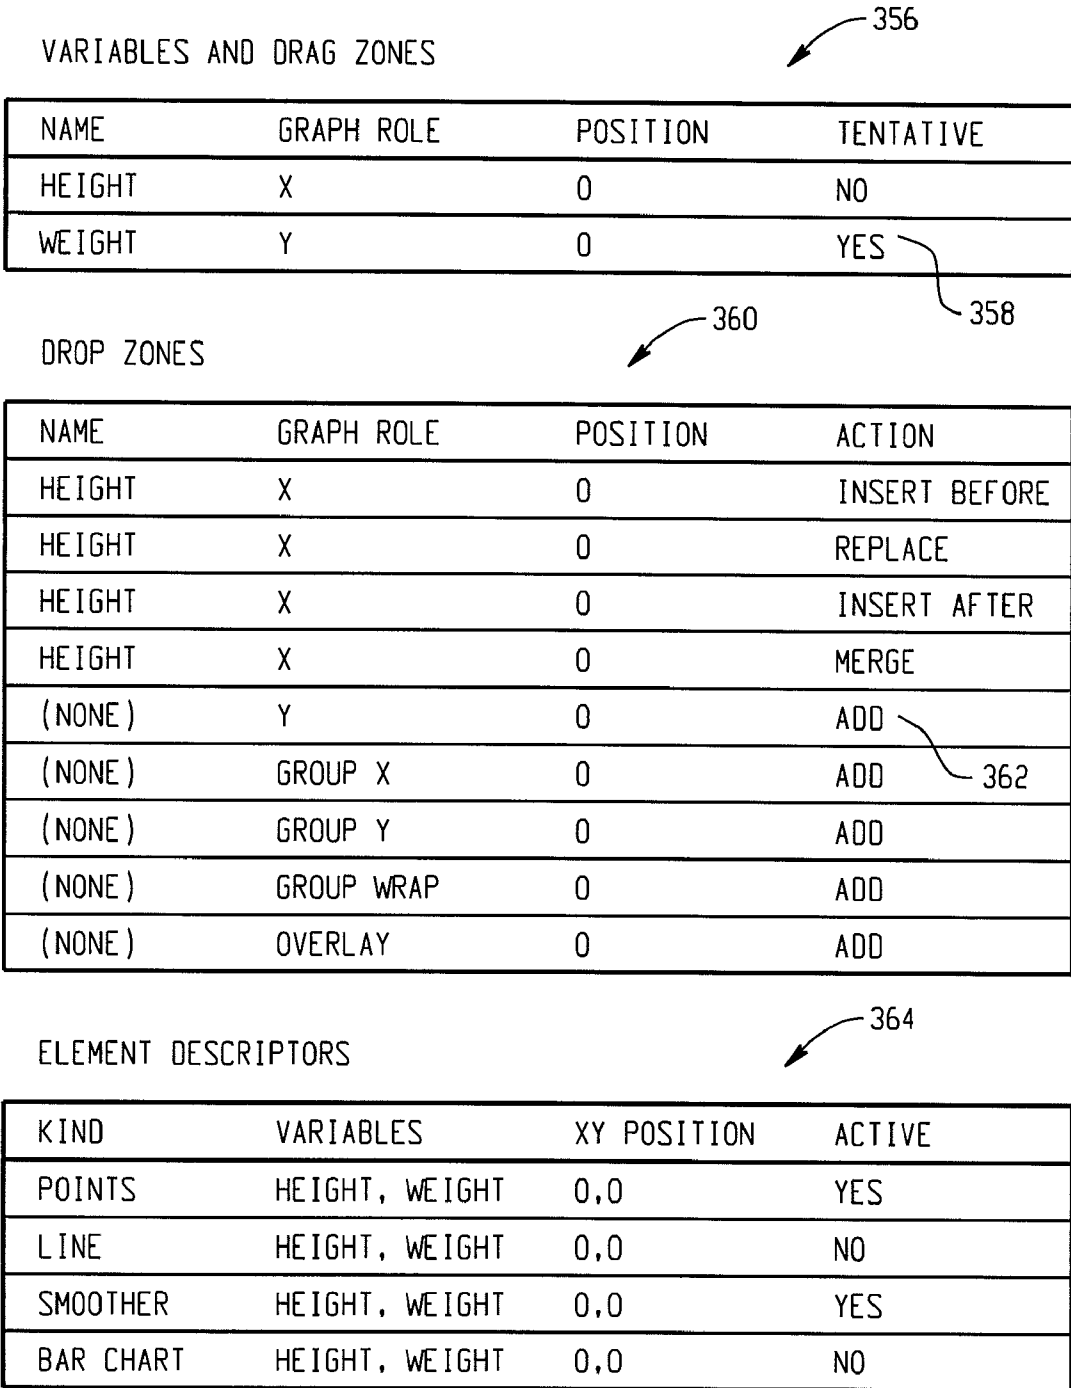 356
VARIABLES AND DRAG ZONES
NAME GRAPH ROLE POSITION TENTATIVE
HEIGHT X 0 NO
WEIGHT Y 0 YES
358
360
DROP ZONES
NAME GRAPH ROLE POSITION ACTION
HEIGHT X 0 INSERT BEFORE
HEIGHT X 0 REPLACE
HEIGHT X 0 INSERT AFTER
HEIGHT X 0 MERGE
(NONE) Y 0 ADD
(NONE) GROUP X 0 ADD 362
(NONE) GROUP Y 0 ADD
(NONE) GROUP WRAP 0 ADD
(NONE) OVERLAY 0 ADD
364
ELEMENT DESCRIPTORS
KIND VARIABLES XY POSITION ACTIVE
POINTS HEIGHT, WEIGHT 0,0 YES
LINE HEIGHT, WEIGHT 0,0 NO
SMOOTHER HEIGHT, WEIGHT 0,0 YES
BAR CHART HEIGHT, WEIGHT 0,0 NO